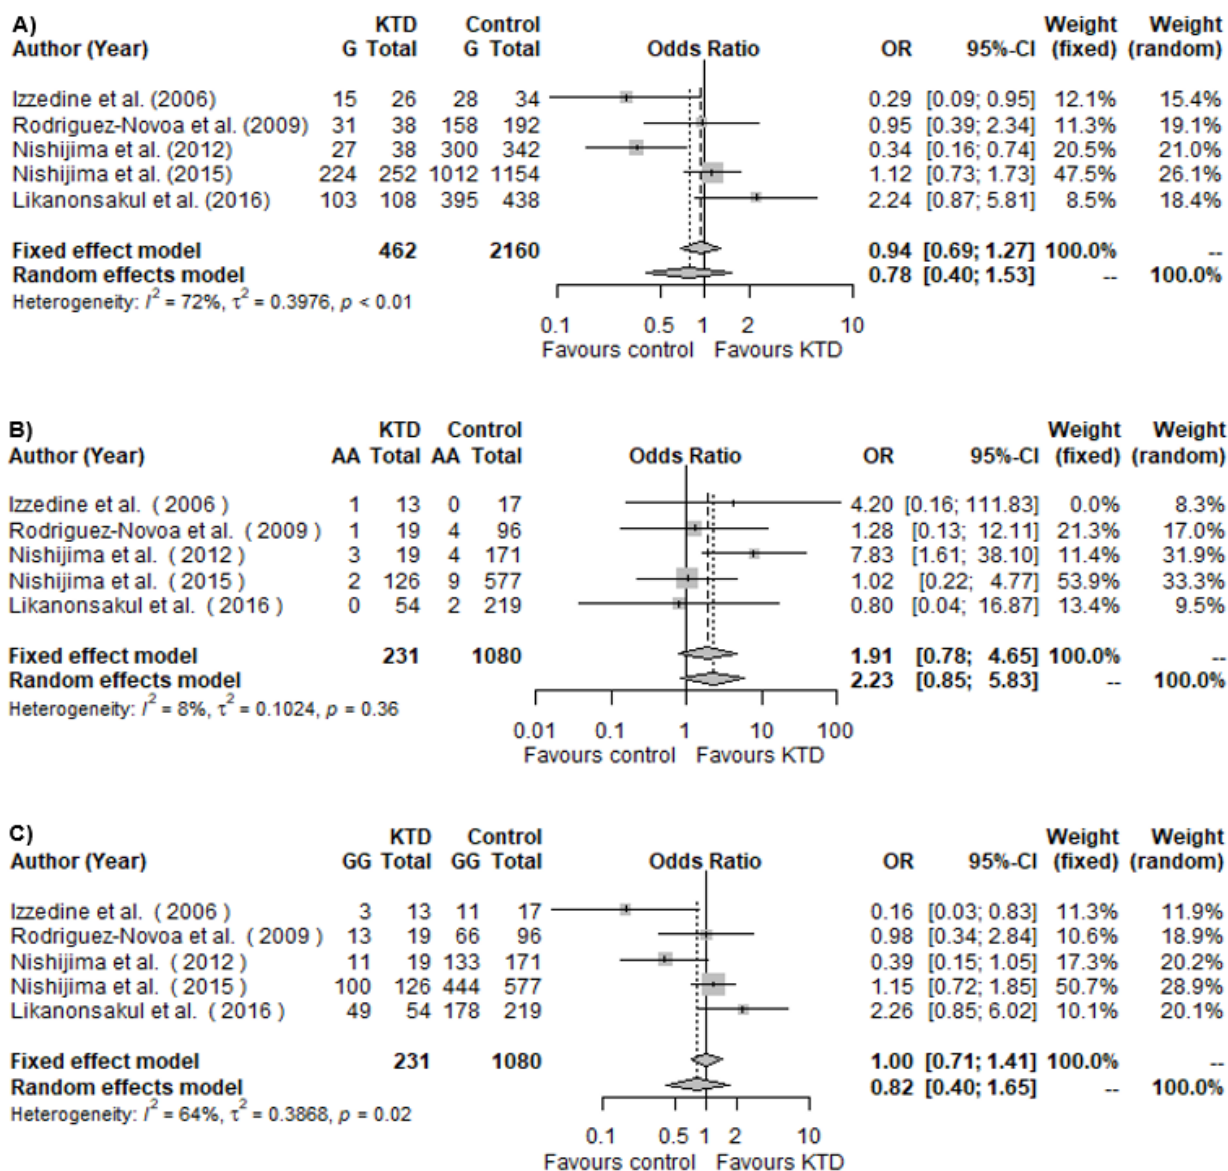 A) KTD Control Weight Weight
Author (Year) G Total G Total Odds Ratio OR 95%-CI (fixed) (random)
Izzedine et al. (2006) 15 26 28 34 0.29 [0.09; 0.95] 12.1% 15.4%
Rodriguez-Novoa et al. (2009) 31 38 158 192 0.95 [0.39; 2.34] 11.3% 19.1%
Nishijima et al. (2012) 27 38 300 342 0.34 [0.16; 0.74] 20.5% 21.0%
Nishijima et al. (2015) 224 252 1012 1154 1.12 [0.73; 1.73] 47.5% 26.1%
Likanonsakul et al. (2016) 103 108 395 438 2.24 [0.87; 5.81] 8.5% 18.4%
Fixed effect model 462 2160 0.94 [0.69; 1.27] 100.0% --
Random effects model 0.78 [0.40; 1.53] -- 100.0%
Heterogeneity: I² = 72%, τ² = 0.3976, p < 0.01
0.1 0.5 1 2 10
Favours control Favours KTD
B) KTD Control Weight Weight
Author (Year) AA Total AA Total Odds Ratio OR 95%-CI (fixed) (random)
Izzedine et al. ( 2006 ) 1 13 0 17 4.20 [0.16; 111.83] 0.0% 8.3%
Rodriguez-Novoa et al. ( 2009 ) 1 19 4 96 1.28 [0.13; 12.11] 21.3% 17.0%
Nishijima et al. ( 2012 ) 3 19 4 171 7.83 [1.61; 38.10] 11.4% 31.9%
Nishijima et al. ( 2015 ) 2 126 9 577 1.02 [0.22; 4.77] 53.9% 33.3%
Likanonsakul et al. ( 2016 ) 0 54 2 219 0.80 [0.04; 16.87] 13.4% 9.5%
Fixed effect model 231 1080 1.91 [0.78; 4.65] 100.0% --
Random effects model 2.23 [0.85; 5.83] -- 100.0%
Heterogeneity: I² = 8%, τ² = 0.1024, p = 0.36
0.01 0.1 1 10 100
Favours control Favours KTD
C) KTD Control Weight Weight
Author (Year) GG Total GG Total Odds Ratio OR 95%-CI (fixed) (random)
Izzedine et al. ( 2006 ) 3 13 11 17 0.16 [0.03; 0.83] 11.3% 11.9%
Rodriguez-Novoa et al. ( 2009 ) 13 19 66 96 0.98 [0.34; 2.84] 10.6% 18.9%
Nishijima et al. ( 2012 ) 11 19 133 171 0.39 [0.15; 1.05] 17.3% 20.2%
Nishijima et al. ( 2015 ) 100 126 444 577 1.15 [0.72; 1.85] 50.7% 28.9%
Likanonsakul et al. ( 2016 ) 49 54 178 219 2.26 [0.85; 6.02] 10.1% 20.1%
Fixed effect model 231 1080 1.00 [0.71; 1.41] 100.0% --
Random effects model 0.82 [0.40; 1.65] -- 100.0%
Heterogeneity: I² = 64%, τ² = 0.3868, p = 0.02
0.1 0.5 1 2 10
Favours control Favours KTD